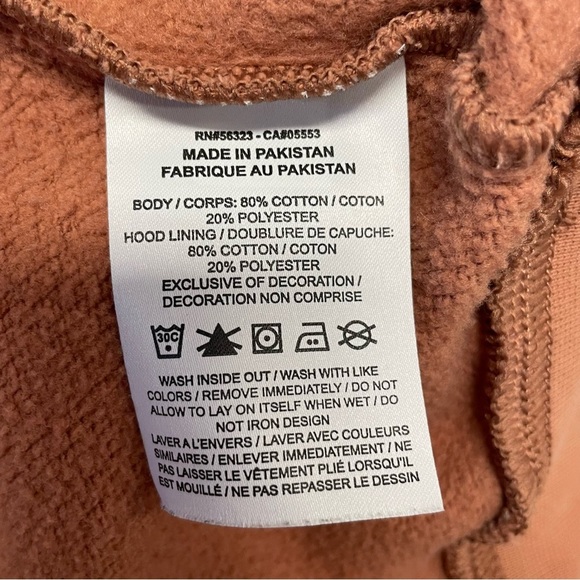 RN#56323 - CA#05553
MADE IN PAKISTAN
FABRIQUE AU PAKISTAN
BODY / CORPS: 80% COTTON / COTON
20% POLYESTER
HOOD LINING / DOUBLURE DE CAPUCHE:
80% COTTON / COTON
20% POLYESTER
EXCLUSIVE OF DECORATION /
DECORATION NON COMPRISE
30C
WASH INSIDE OUT / WASH WITH LIKE
COLORS / REMOVE IMMEDIATELY / DO NOT
ALLOW TO LAY ON ITSELF WHEN WET / DO
NOT IRON DESIGN
LAVER A L'ENVERS / LAVER AVEC COULEURS
SIMILAIRES / ENLEVER IMMEDIATEMENT / NE
PAS LAISSER LE VÊTEMENT PLIÉ LORSQU'IL
EST MOUILLÉ / NE PAS REPASSER LE DESSIN